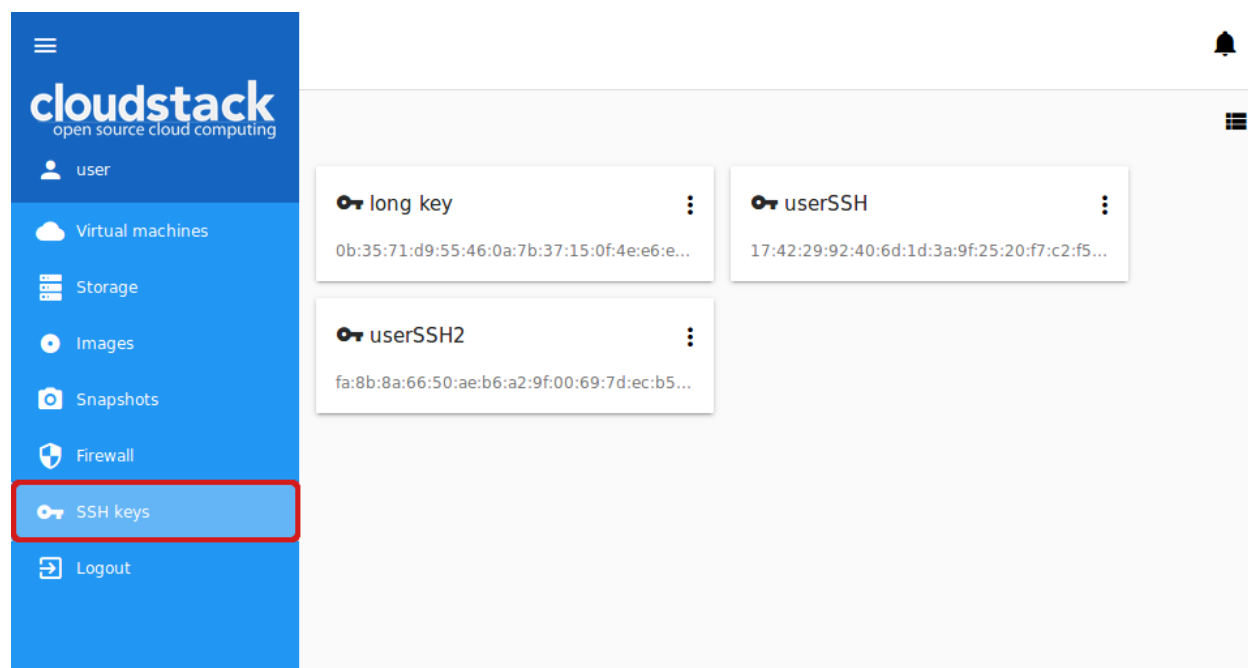 cloudstack
open source cloud computing
user
Virtual machines
Storage
Images
Snapshots
Firewall
SSH keys
Logout
long key
0b:35:71:d9:55:46:0a:7b:37:15:0f:4e:e6:e...
userSSH
17:42:29:92:40:6d:1d:3a:9f:25:20:f7:c2:f5...
userSSH2
fa:8b:8a:66:50:ae:b6:a2:9f:00:69:7d:ec:b5...